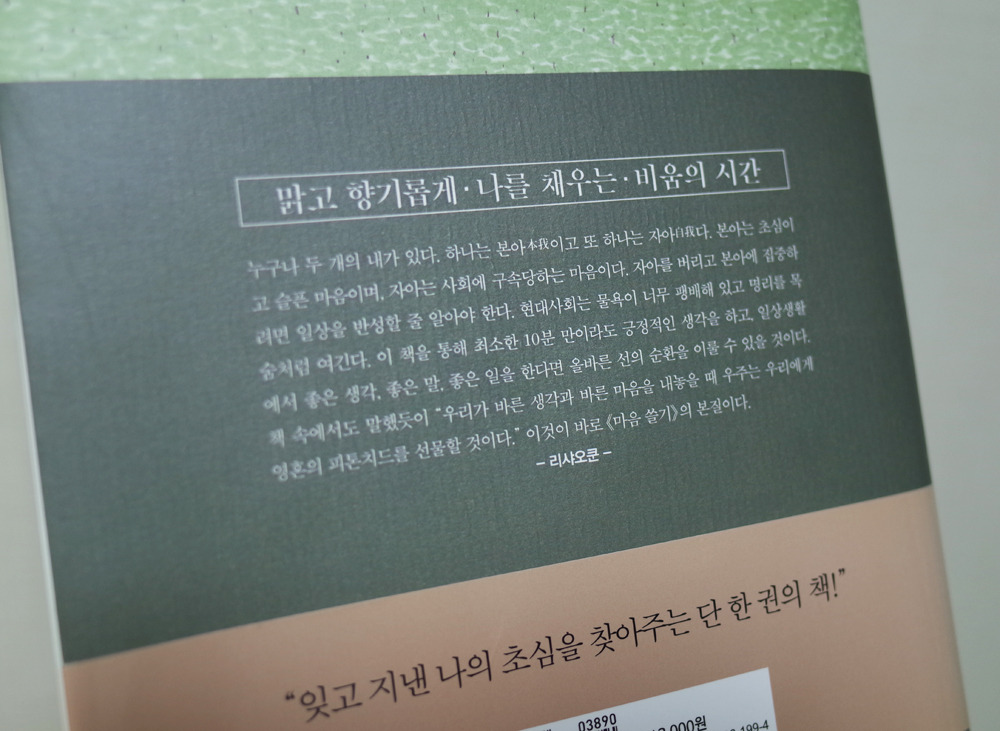 맑고 향기롭게·나를 채우는·비움의 시간
누구나 두 개의 내가 있다. 하나는 본아本我이고 또 하나는 자아自我다. 본아는 초심이
고 슬픈 마음이며, 자아는 사회에 구속당하는 마음이다. 자아를 버리고 본아에 집중하
려면 일상을 반성할 줄 알아야 한다. 현대사회는 물욕이 너무 팽배해 있고 명리를 목
숨처럼 여긴다. 이 책을 통해 최소한 10분 만이라도 긍정적인 생각을 하고, 일상생활
에서 좋은 생각, 좋은 말, 좋은 일을 한다면 올바른 선의 순환을 이룰 수 있을 것이다.
책 속에서도 말했듯이 “우리가 바른 생각과 바른 마음을 내놓을 때 우주는 우리에게
영혼의 피톤치드를 선물할 것이다.” 이것이 바로 《마음 쓸기》의 본질이다.
– 리샤오쿤 –
“잊고 지낸 나의 초심을 찾아주는 단 한 권의 책!”
03890
000원
199-4